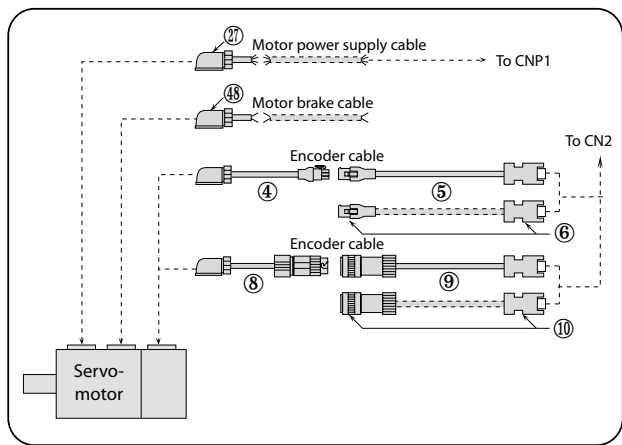 ㉗
Motor power supply cable
To CNP1
㊽
Motor brake cable
To CN2
Encoder cable
④
⑤
⑥
Encoder cable
⑧
⑨
⑩
Servo-
motor